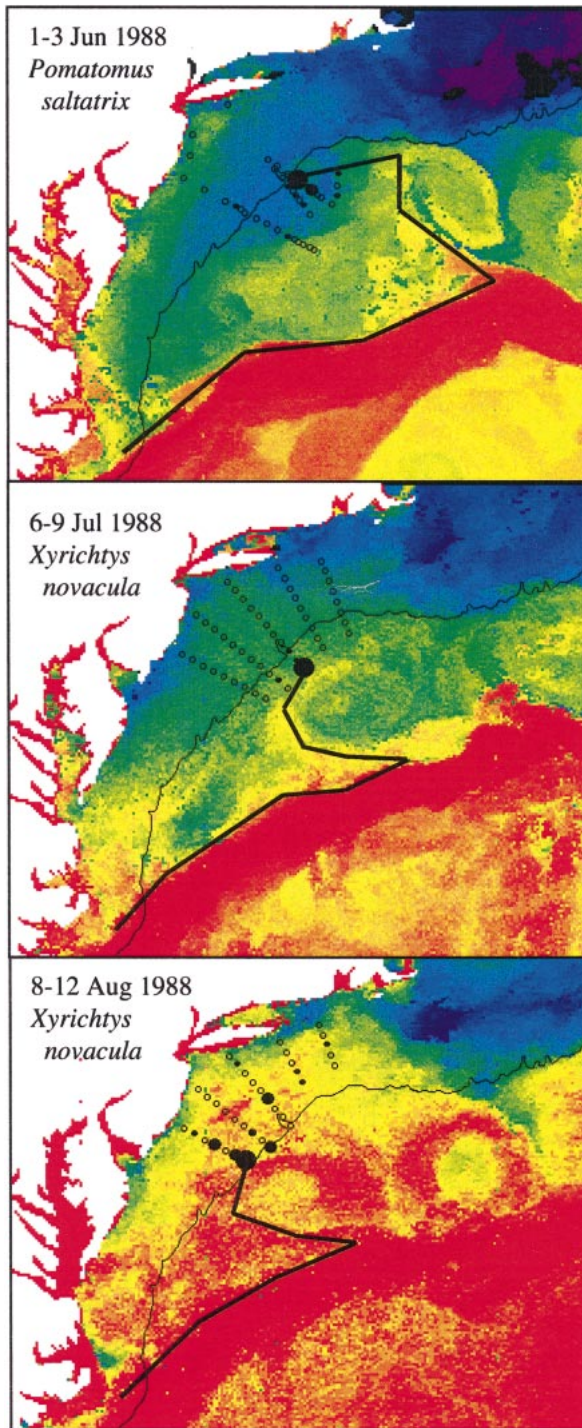 1-3 Jun 1988
Pomatomus
saltatrix
6-9 Jul 1988
Xyrichtys
novacula
8-12 Aug 1988
Xyrichtys
novacula